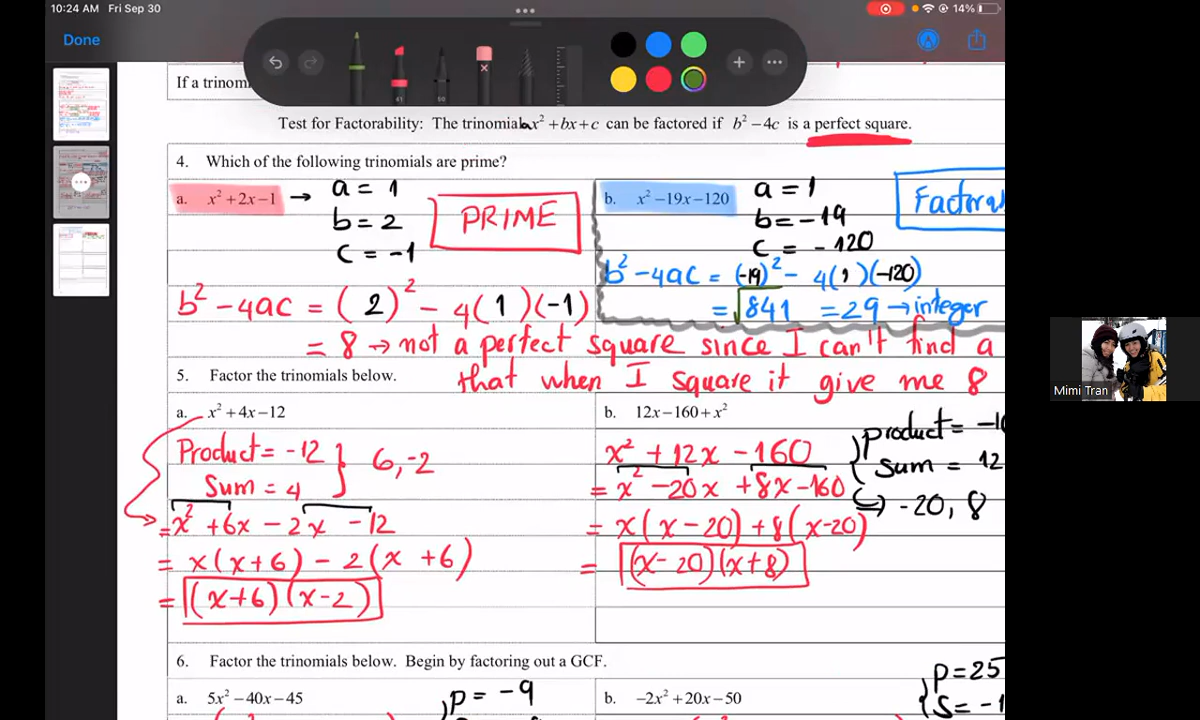 10:24 AM Fri Sep 30
14%
Done
If a trinom
Test for Factorability: The trinomial ax² + bx + c can be factored if b² – 4c is a perfect square.
4. Which of the following trinomials are prime?
a. x² + 2x – 1 → a = 1
b = 2
c = -1
PRIME
b² - 4ac = (2)² - 4(1)(-1)
= 8 → not a perfect square since I can't find a
that when I square it give me 8
b. x² – 19x – 120
a = 1
b = -19
c = -120
Factora
b² - 4ac = (-19)² - 4(1)(-120)
= √841 = 29 → integer
5. Factor the trinomials below.
a. x² + 4x – 12
Product = -12
Sum = 4
} 6, -2
= x² + 6x - 2x - 12
= x(x+6) - 2(x+6)
= (x+6)(x-2)
b. 12x – 160 + x²
x² + 12x - 160
product = -16
sum = 12
↳ -20, 8
= x² - 20x + 8x - 160
= x(x-20) + 8(x-20)
= (x-20)(x+8)
6. Factor the trinomials below. Begin by factoring out a GCF.
a. 5x² – 40x – 45
p = -9
b. –2x² + 20x – 50
p = 25
S = -1
Mimi Tran